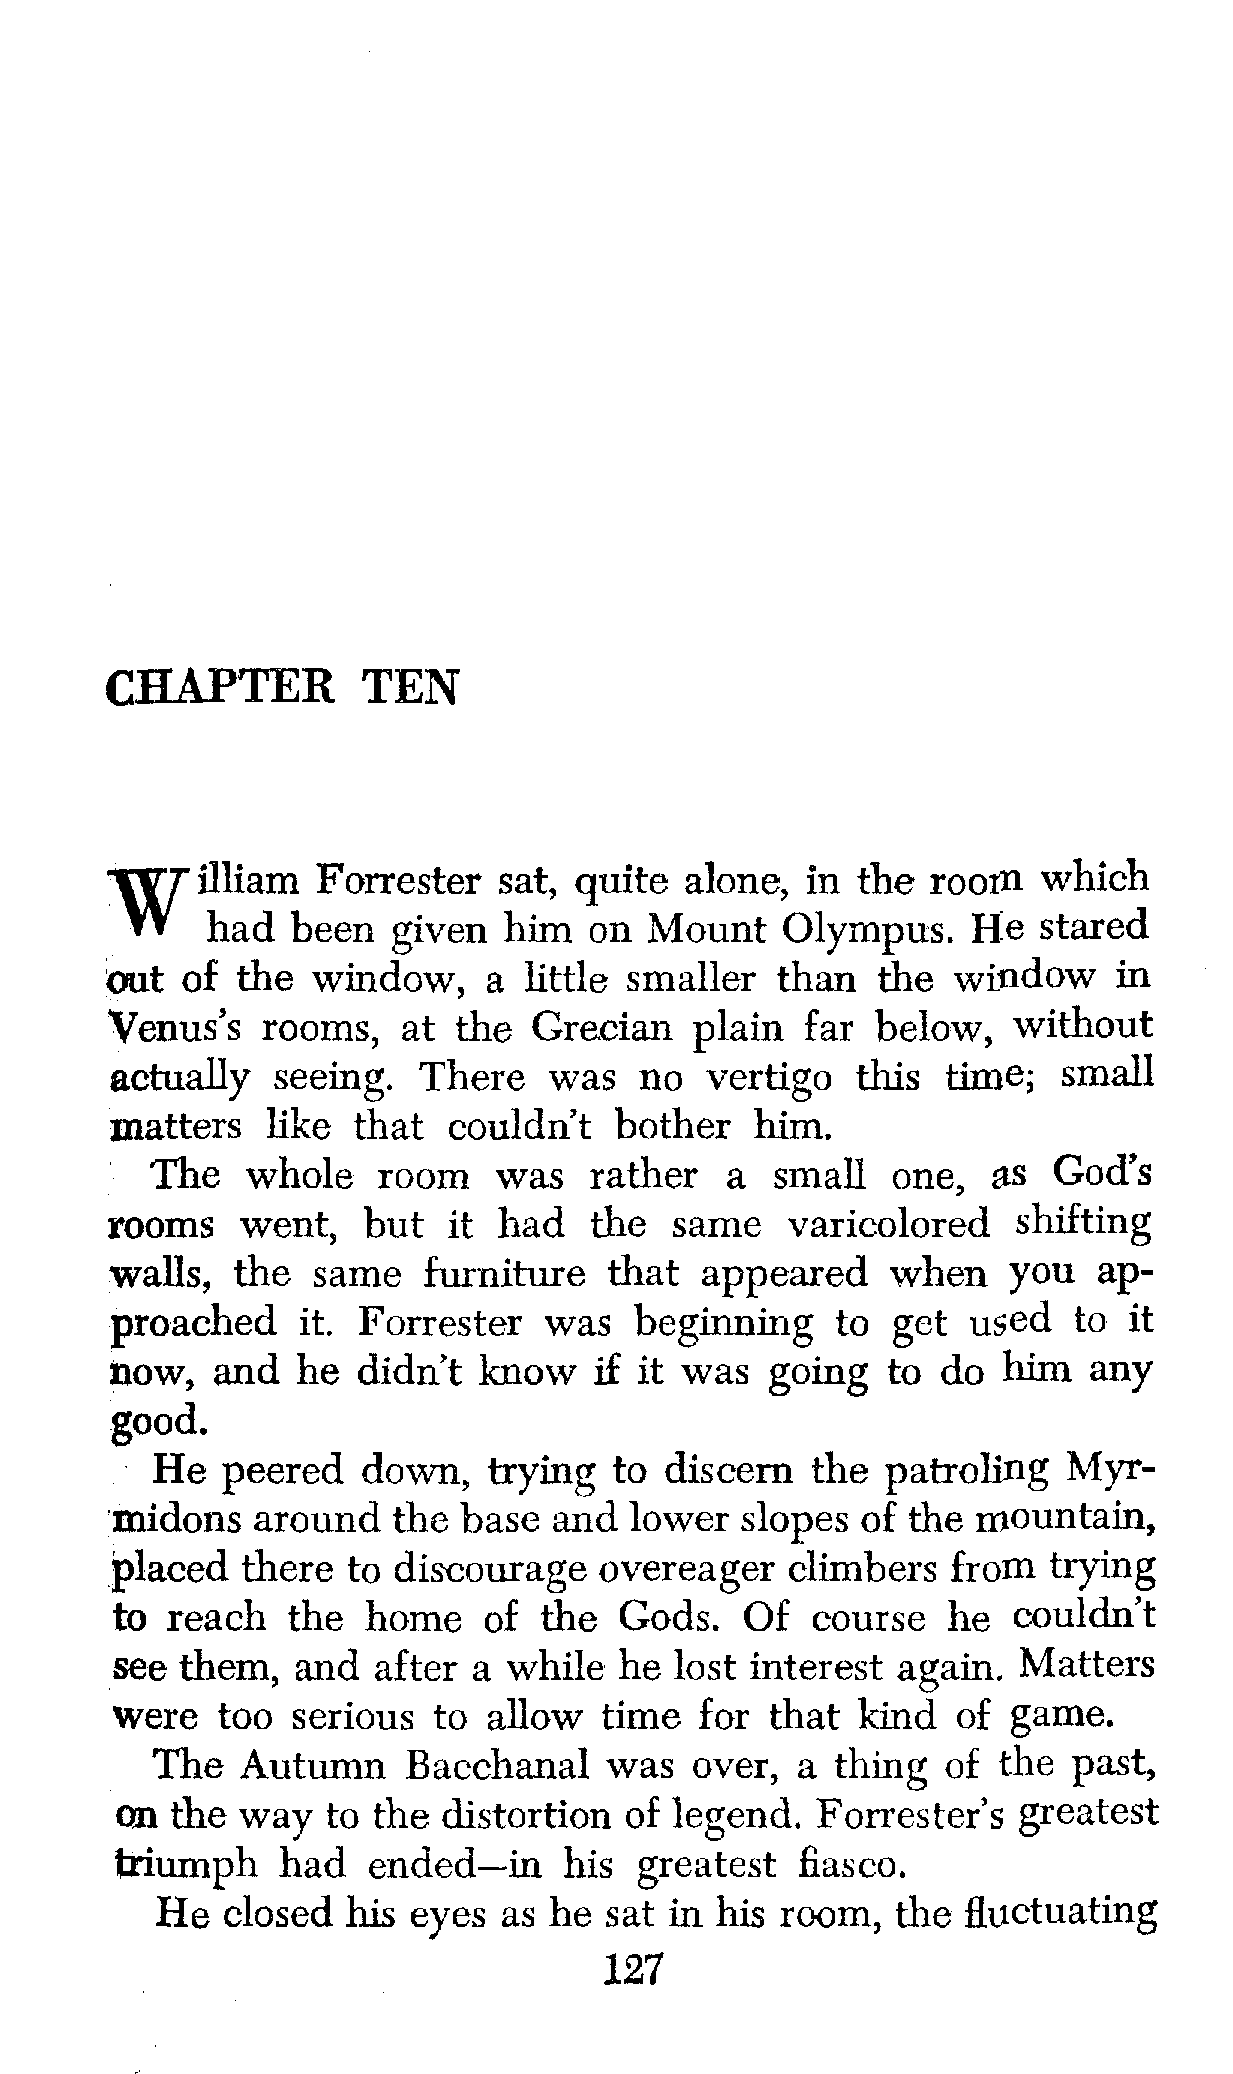 CHAPTER TEN
William Forrester sat, quite alone, in the room which
had been given him on Mount Olympus. He stared
out of the window, a little smaller than the window in
Venus's rooms, at the Grecian plain far below, without
actually seeing. There was no vertigo this time; small
matters like that couldn't bother him.
The whole room was rather a small one, as God's
rooms went, but it had the same varicolored shifting
walls, the same furniture that appeared when you ap-
proached it. Forrester was beginning to get used to it
now, and he didn't know if it was going to do him any
good.
He peered down, trying to discern the patroling Myr-
midons around the base and lower slopes of the mountain,
placed there to discourage overeager climbers from trying
to reach the home of the Gods. Of course he couldn't
see them, and after a while he lost interest again. Matters
were too serious to allow time for that kind of game.
The Autumn Bacchanal was over, a thing of the past,
on the way to the distortion of legend. Forrester's greatest
triumph had ended—in his greatest fiasco.
He closed his eyes as he sat in his room, the fluctuating
127